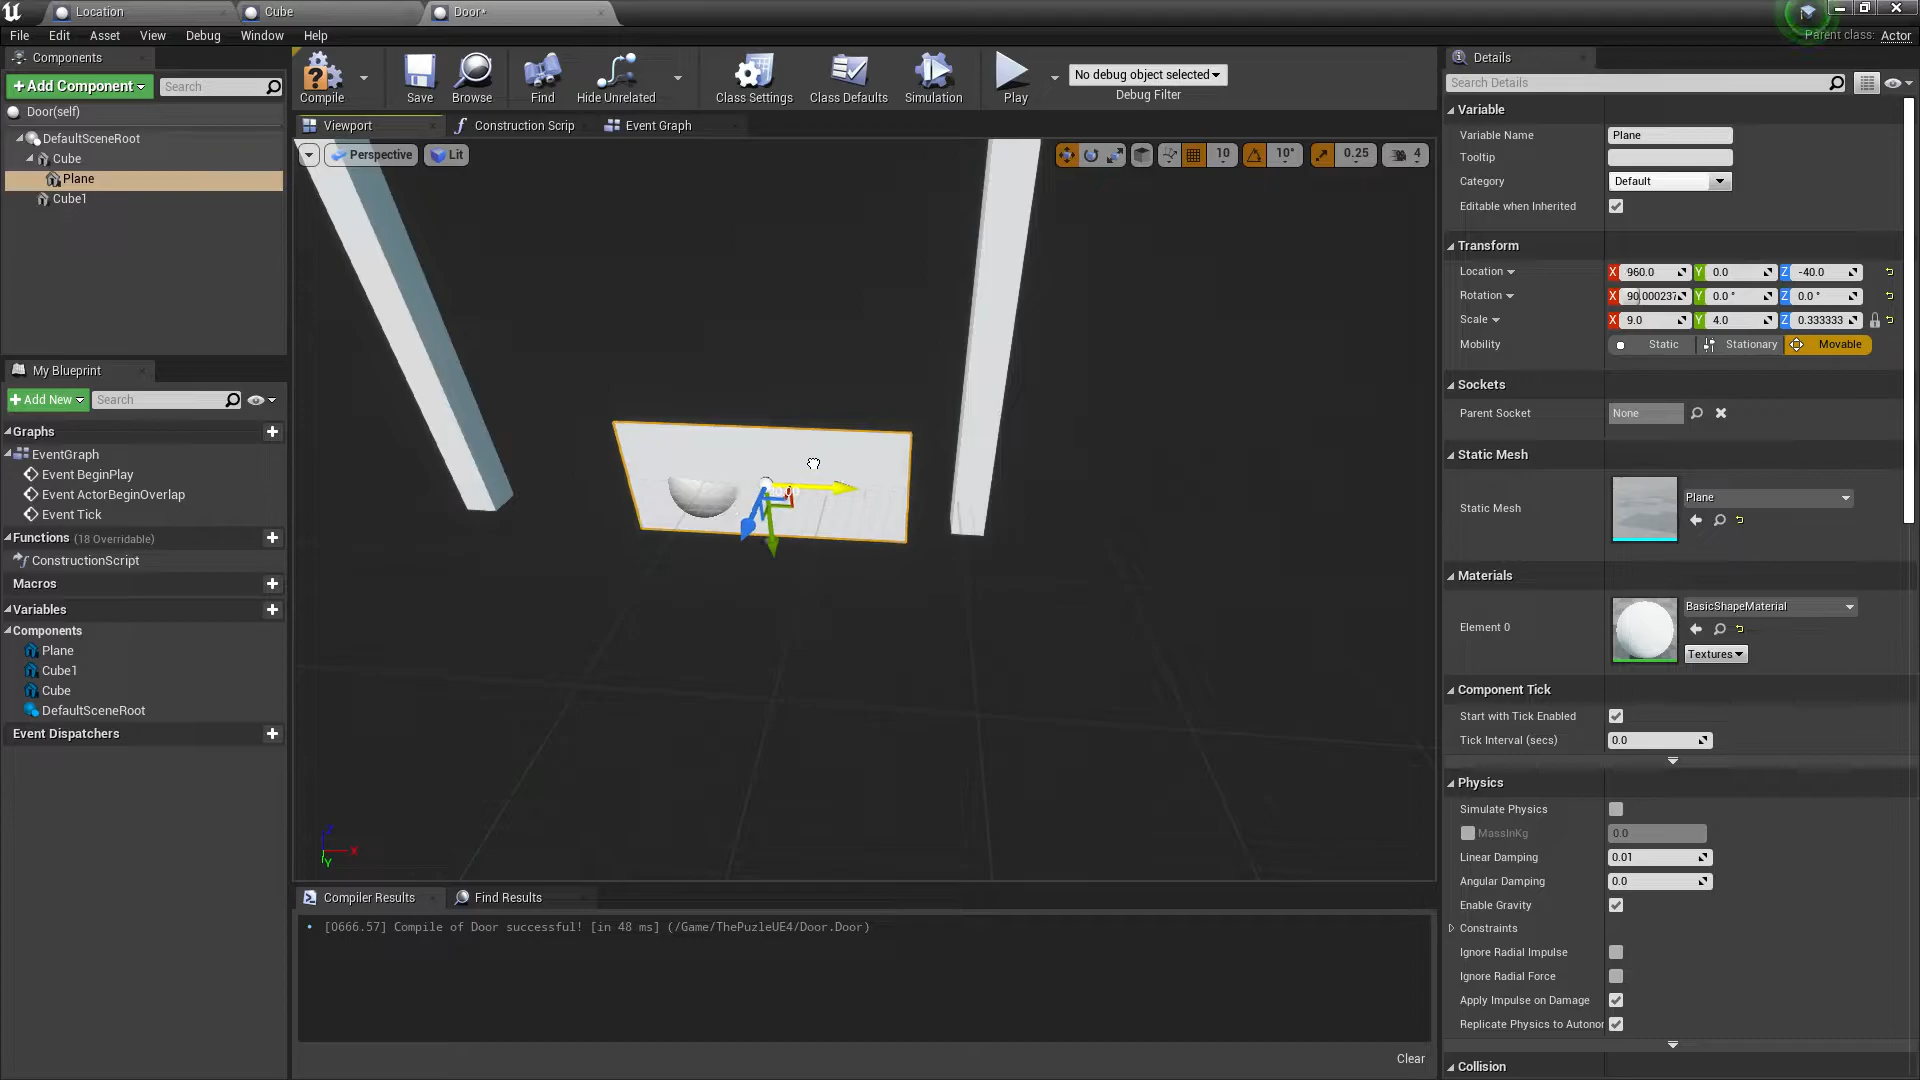 Location
Cube
Door*
File Edit Asset View Debug Window Help
Parent class: Actor
Components
+ Add Component
Search
Door(self)
DefaultSceneRoot
Cube
Plane
Cube1
Compile
Save
Browse
Find
Hide Unrelated
Class Settings
Class Defaults
Simulation
Play
No debug object selected
Debug Filter
Viewport
Construction Scrip
Event Graph
Perspective
Lit
10
10°
0.25
4
My Blueprint
+ Add New
Search
Graphs
EventGraph
Event BeginPlay
Event ActorBeginOverlap
Event Tick
Functions (18 Overridable)
ConstructionScript
Macros
Variables
Components
Plane
Cube1
Cube
DefaultSceneRoot
Event Dispatchers
Z
X
Y
Compiler Results
Find Results
[0666.57] Compile of Door successful! [in 48 ms] (/Game/ThePuzleUE4/Door.Door)
Clear
Details
Search Details
Variable
Variable Name Plane
Tooltip
Category Default
Editable when Inherited
Transform
Location X 960.0 Y 0.0 Z -40.0
Rotation X 90.000237 Y 0.0 ° Z 0.0 °
Scale X 9.0 Y 4.0 Z 0.333333
Mobility Static Stationary Movable
Sockets
Parent Socket None
Static Mesh
Static Mesh Plane
Materials
Element 0 BasicShapeMaterial
Textures
Component Tick
Start with Tick Enabled
Tick Interval (secs) 0.0
Physics
Simulate Physics
MassInKg 0.0
Linear Damping 0.01
Angular Damping 0.0
Enable Gravity
Constraints
Ignore Radial Impulse
Ignore Radial Force
Apply Impulse on Damage
Replicate Physics to Autonor
Collision